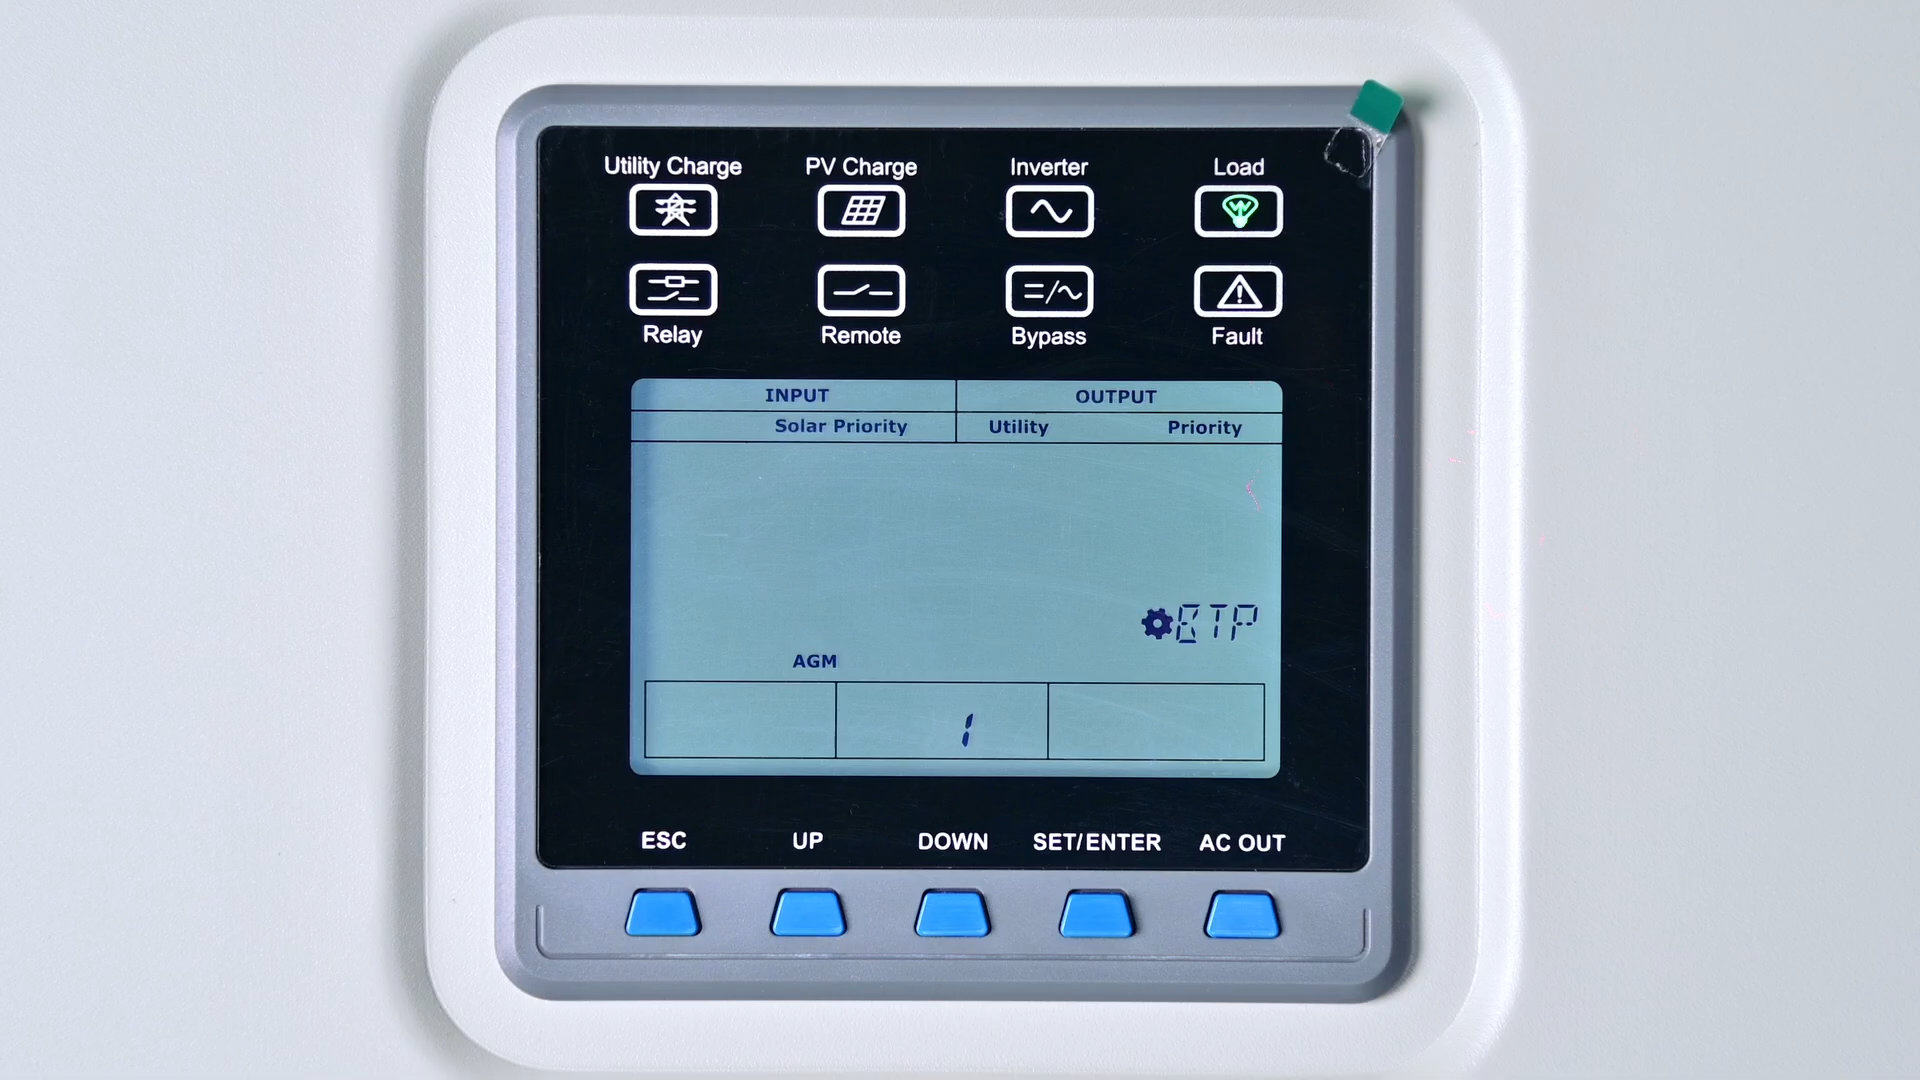 Utility Charge PV Charge Inverter Load
Relay Remote Bypass Fault
INPUT OUTPUT
Solar Priority Utility Priority
BTP
AGM
1
ESC UP DOWN SET/ENTER AC OUT